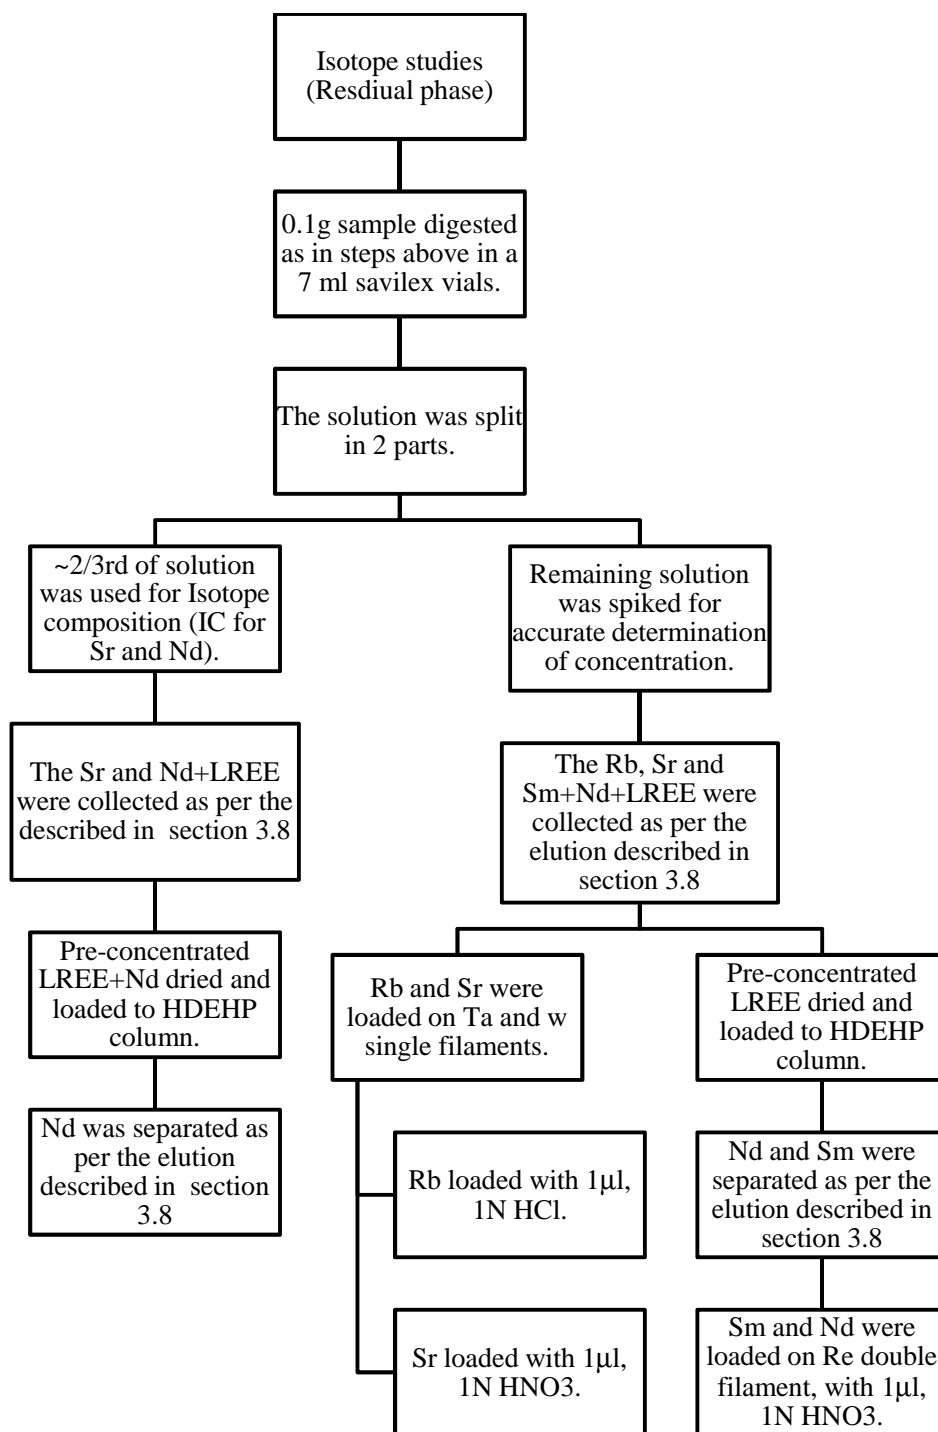 Isotope studies
(Resdiual phase)
0.1g sample digested
as in steps above in a
7 ml savilex vials.
The solution was split
in 2 parts.
~2/3rd of solution
was used for Isotope
composition (IC for
Sr and Nd).
The Sr and Nd+LREE
were collected as per the
described in section 3.8
Pre-concentrated
LREE+Nd dried and
loaded to HDEHP
column.
Nd was separated as
per the elution
described in section
3.8
Remaining solution
was spiked for
accurate determination
of concentration.
The Rb, Sr and
Sm+Nd+LREE were
collected as per the
elution described in
section 3.8
Rb and Sr were
loaded on Ta and w
single filaments.
Rb loaded with 1µl,
1N HCl.
Sr loaded with 1µl,
1N HNO3.
Pre-concentrated
LREE dried and
loaded to HDEHP
column.
Nd and Sm were
separated as per the
elution described in
section 3.8
Sm and Nd were
loaded on Re double
filament, with 1µl,
1N HNO3.